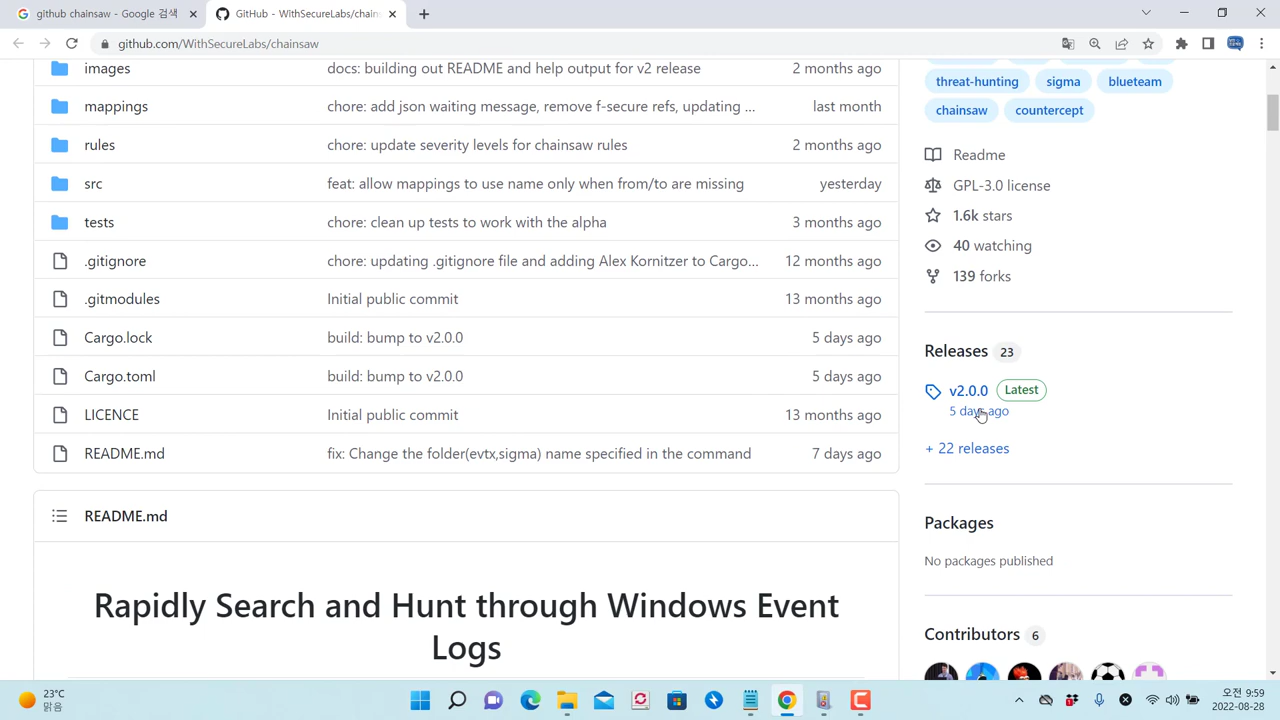 github chainsaw - Google 검색
GitHub - WithSecureLabs/chain
github.com/WithSecureLabs/chainsaw
images docs: building out README and help output for v2 release 2 months ago
mappings chore: add json waiting message, remove f-secure refs, updating ... last month
rules chore: update severity levels for chainsaw rules 2 months ago
src feat: allow mappings to use name only when from/to are missing yesterday
tests chore: clean up tests to work with the alpha 3 months ago
.gitignore chore: updating .gitignore file and adding Alex Kornitzer to Cargo... 12 months ago
.gitmodules Initial public commit 13 months ago
Cargo.lock build: bump to v2.0.0 5 days ago
Cargo.toml build: bump to v2.0.0 5 days ago
LICENCE Initial public commit 13 months ago
README.md fix: Change the folder(evtx,sigma) name specified in the command 7 days ago
README.md
Rapidly Search and Hunt through Windows Event
Logs
threat-hunting sigma blueteam
chainsaw countercept
Readme
GPL-3.0 license
1.6k stars
40 watching
139 forks
Releases 23
v2.0.0 Latest
5 days ago
+ 22 releases
Packages
No packages published
Contributors 6
23°C
맑음
오전 9:59
2022-08-28